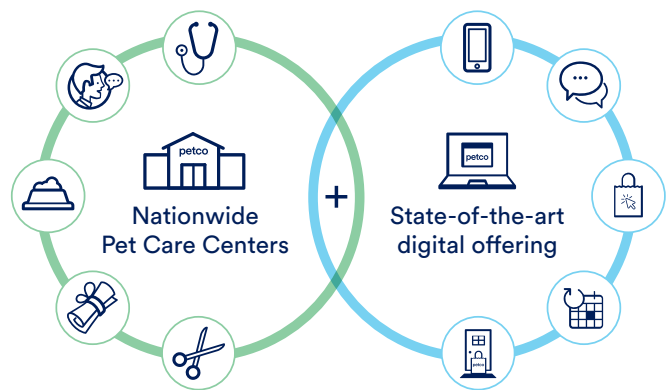 petco
Nationwide
Pet Care Centers
+
petco
State-of-the-art
digital offering
petco